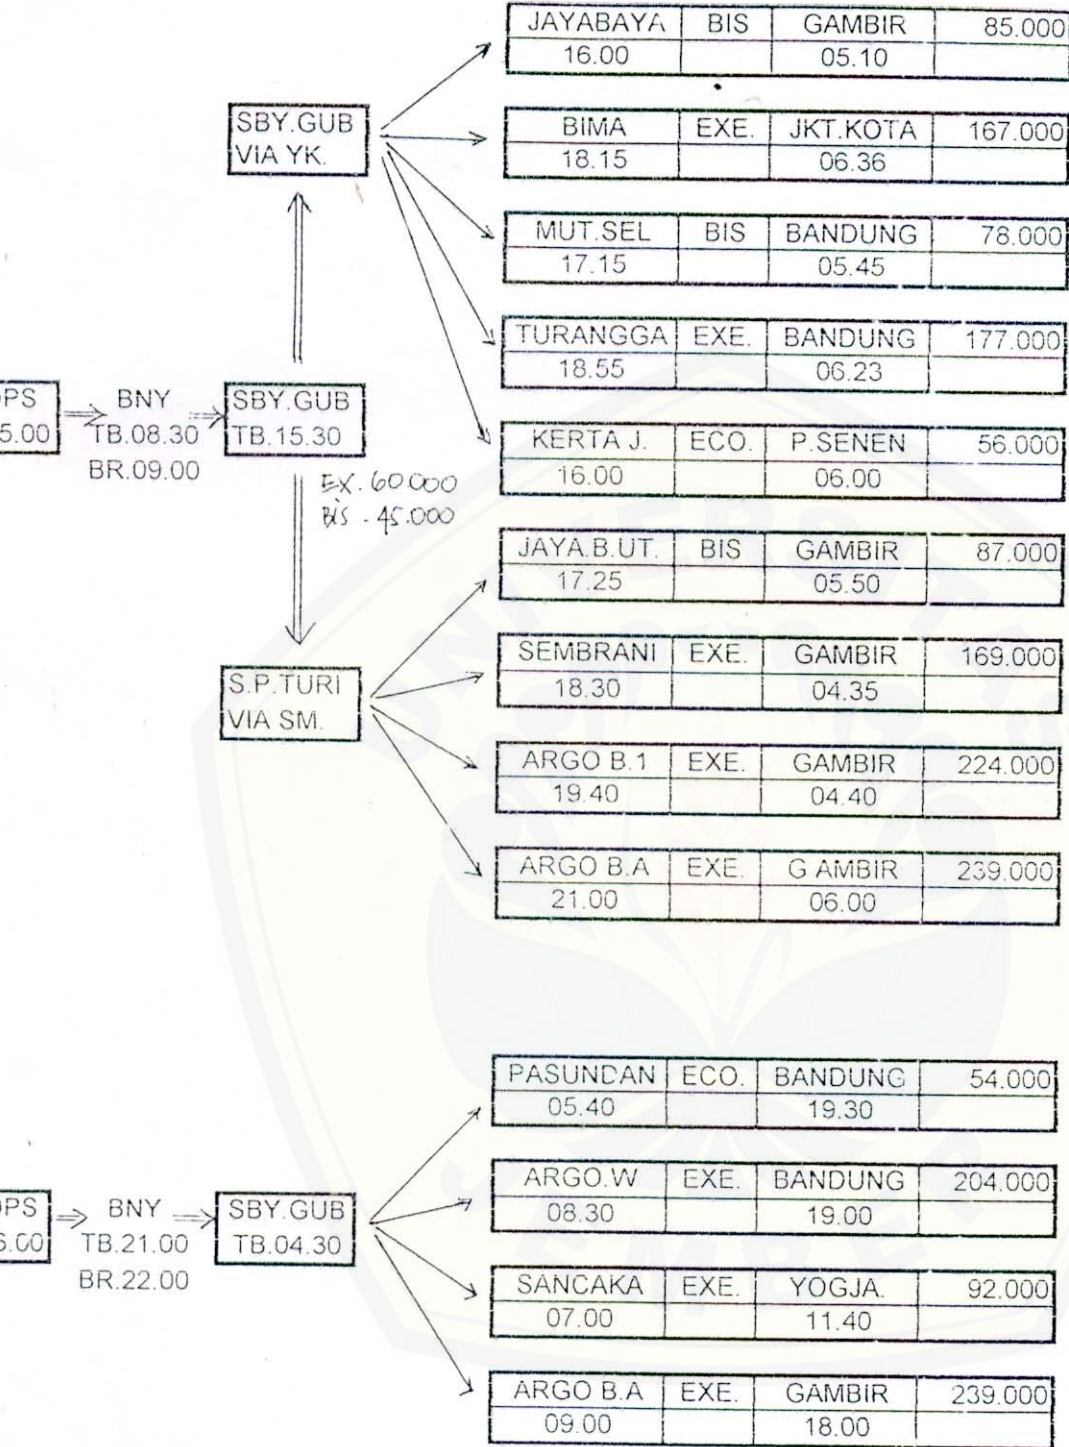 JAYABAYA BIS GAMBIR 85.000
16.00 05.10
SBY.GUB
VIA YK.
BIMA EXE. JKT.KOTA 167.000
18.15 06.36
MUT.SEL BIS BANDUNG 78.000
17.15 05.45
TURANGGA EXE. BANDUNG 177.000
18.55 06.23
PS BNY SBY.GUB
5.00 TB.08.30 TB.15.30
BR.09.00
KERTA J. ECO. P.SENEN 56.000
16.00 06.00
EX. 60.000
BIS . 45.000
JAYA.B.UT. BIS GAMBIR 87.000
17.25 05.50
SEMBRANI EXE. GAMBIR 169.000
18.30 04.35
S.P.TURI
VIA SM.
ARGO B.1 EXE. GAMBIR 224.000
19.40 04.40
ARGO B.A EXE. G AMBIR 239.000
21.00 06.00
UNIVERSITAS
JEMBER
PASUNDAN ECO. BANDUNG 54.000
05.40 19.30
ARGO.W EXE. BANDUNG 204.000
08.30 19.00
PS BNY SBY.GUB
6.00 TB.21.00 TB.04.30
BR.22.00
SANCAKA EXE. YOGJA. 92.000
07.00 11.40
ARGO B.A EXE. GAMBIR 239.000
09.00 18.00